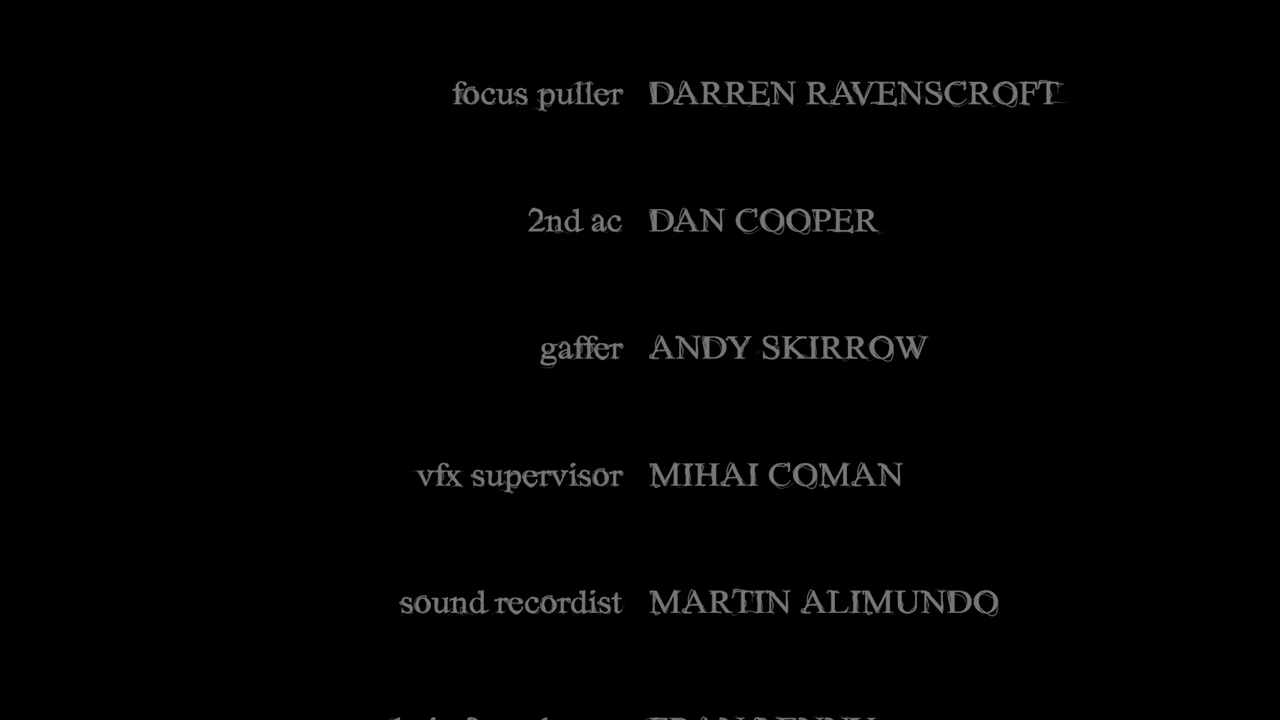 focus puller DARREN RAVENSCROFT
2nd ac DAN COOPER
gaffer ANDY SKIRROW
vfx supervisor MIHAI COMAN
sound recordist MARTIN ALIMUNDO